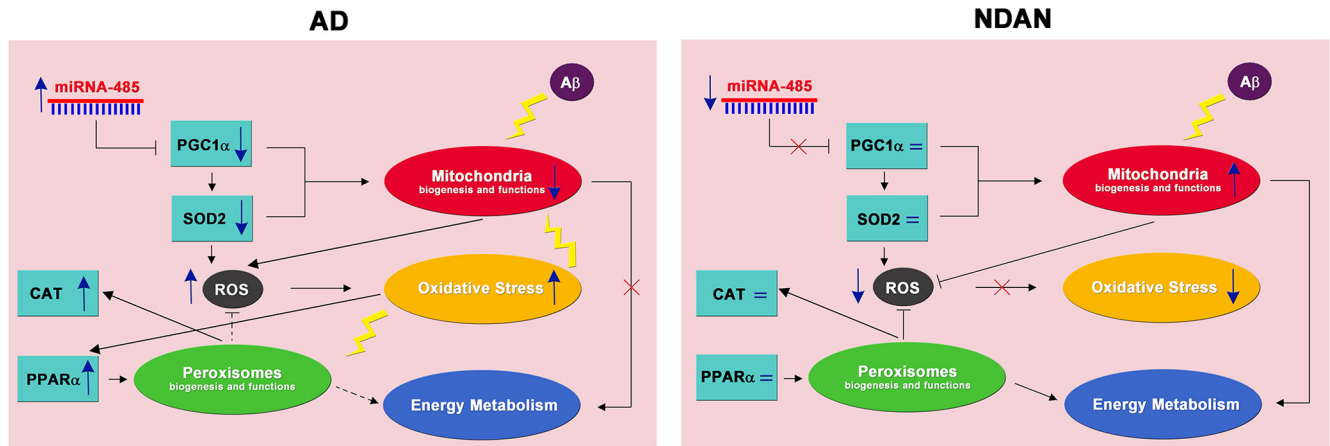 AD
miRNA-485
Aβ
PGC1α
Mitochondria
biogenesis and functions
SOD2
CAT
ROS
Oxidative Stress
PPARα
Peroxisomes
biogenesis and functions
Energy Metabolism
NDAN
miRNA-485
Aβ
PGC1α =
Mitochondria
biogenesis and functions
SOD2 =
CAT =
ROS
Oxidative Stress
PPARα =
Peroxisomes
biogenesis and functions
Energy Metabolism